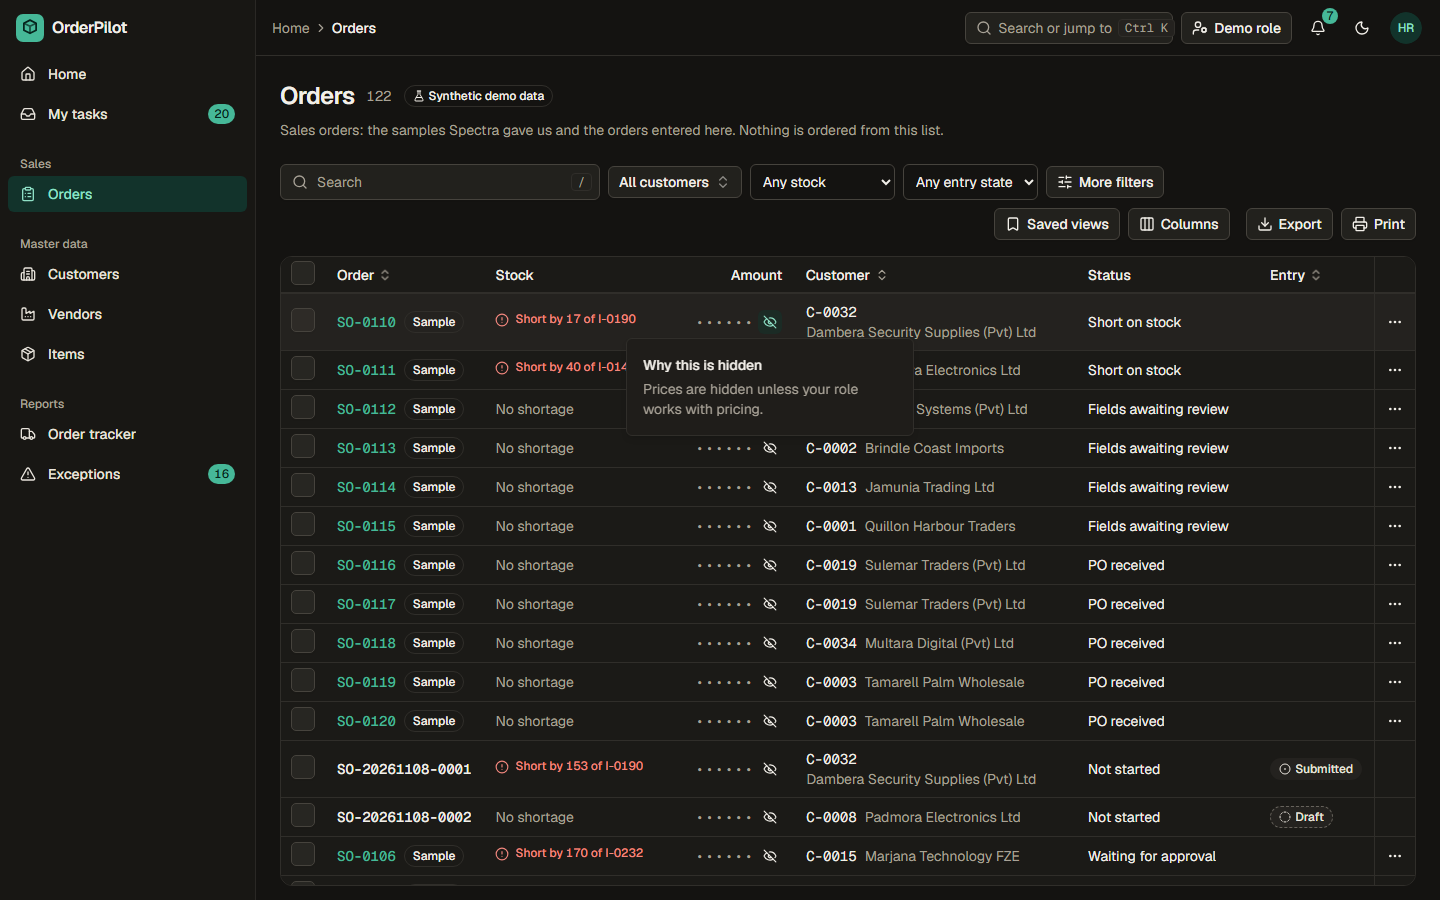 OrderPilot
Home
My tasks 20
Sales
Orders
Master data
Customers
Vendors
Items
Reports
Order tracker
Exceptions 16
Home > Orders
Search or jump to Ctrl K
Demo role
7
HR
Orders 122 Synthetic demo data
Sales orders: the samples Spectra gave us and the orders entered here. Nothing is ordered from this list.
Search /
All customers
Any stock
Any entry state
More filters
Saved views
Columns
Export
Print
Order Stock Amount Customer Status Entry
SO-0110 Sample Short by 17 of I-0190 •••••• C-0032 Dambera Security Supplies (Pvt) Ltd Short on stock ...
Why this is hidden
Prices are hidden unless your role
works with pricing.
SO-0111 Sample Short by 40 of I-014 ra Electronics Ltd Short on stock ...
SO-0112 Sample No shortage Systems (Pvt) Ltd Fields awaiting review ...
SO-0113 Sample No shortage •••••• C-0002 Brindle Coast Imports Fields awaiting review ...
SO-0114 Sample No shortage •••••• C-0013 Jamunia Trading Ltd Fields awaiting review ...
SO-0115 Sample No shortage •••••• C-0001 Quillon Harbour Traders Fields awaiting review ...
SO-0116 Sample No shortage •••••• C-0019 Sulemar Traders (Pvt) Ltd PO received ...
SO-0117 Sample No shortage •••••• C-0019 Sulemar Traders (Pvt) Ltd PO received ...
SO-0118 Sample No shortage •••••• C-0034 Multara Digital (Pvt) Ltd PO received ...
SO-0119 Sample No shortage •••••• C-0003 Tamarell Palm Wholesale PO received ...
SO-0120 Sample No shortage •••••• C-0003 Tamarell Palm Wholesale PO received ...
SO-20261108-0001 Short by 153 of I-0190 •••••• C-0032 Dambera Security Supplies (Pvt) Ltd Not started Submitted
SO-20261108-0002 No shortage •••••• C-0008 Padmora Electronics Ltd Not started Draft
SO-0106 Sample Short by 170 of I-0232 •••••• C-0015 Marjana Technology FZE Waiting for approval ...